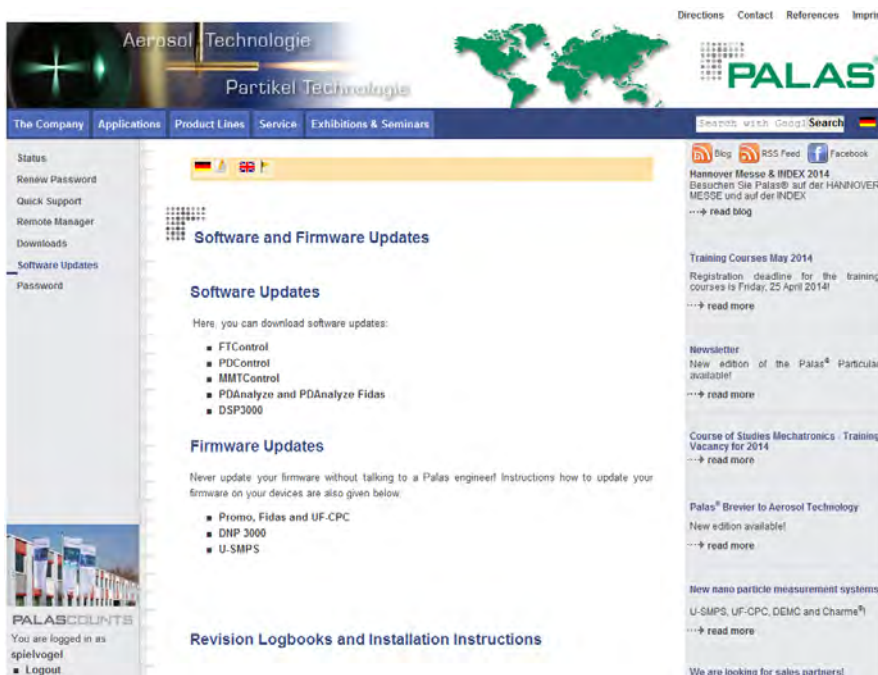 Directions Contact References Imprin
Aerosol Technologie
Partikel Technologie
PALAS®
The Company Applications Product Lines Service Exhibitions & Seminars
Search with Googl Search
Status
Renew Password
Quick Support
Remote Manager
Downloads
Software Updates
Password
Software and Firmware Updates
Software Updates
Here, you can download software updates:
FTControl
PDControl
MMTControl
PDAnalyze and PDAnalyze Fidas
DSP3000
Firmware Updates
Never update your firmware without talking to a Palas engineer! Instructions how to update your
firmware on your devices are also given below:
Promo, Fidas and UF-CPC
DNP 3000
U-SMPS
Revision Logbooks and Installation Instructions
Blog RSS Feed Facebook
Hannover Messe & INDEX 2014
Besuchen Sie Palas® auf der HANNOVER
MESSE und auf der INDEX
read blog
Training Courses May 2014
Registration deadline for the training
courses is Friday, 25 April 2014!
read more
Newsletter
New edition of the Palas® Particular
available!
read more
Course of Studies Mechatronics - Training
Vacancy for 2014
read more
Palas® Brevier to Aerosol Technology
New edition available!
read more
New nano particle measurement systems
U-SMPS, UF-CPC, DEMC and Charme®!
read more
We are looking for sales partners!
PALASCOUNTS
You are logged in as
spielvogel
Logout